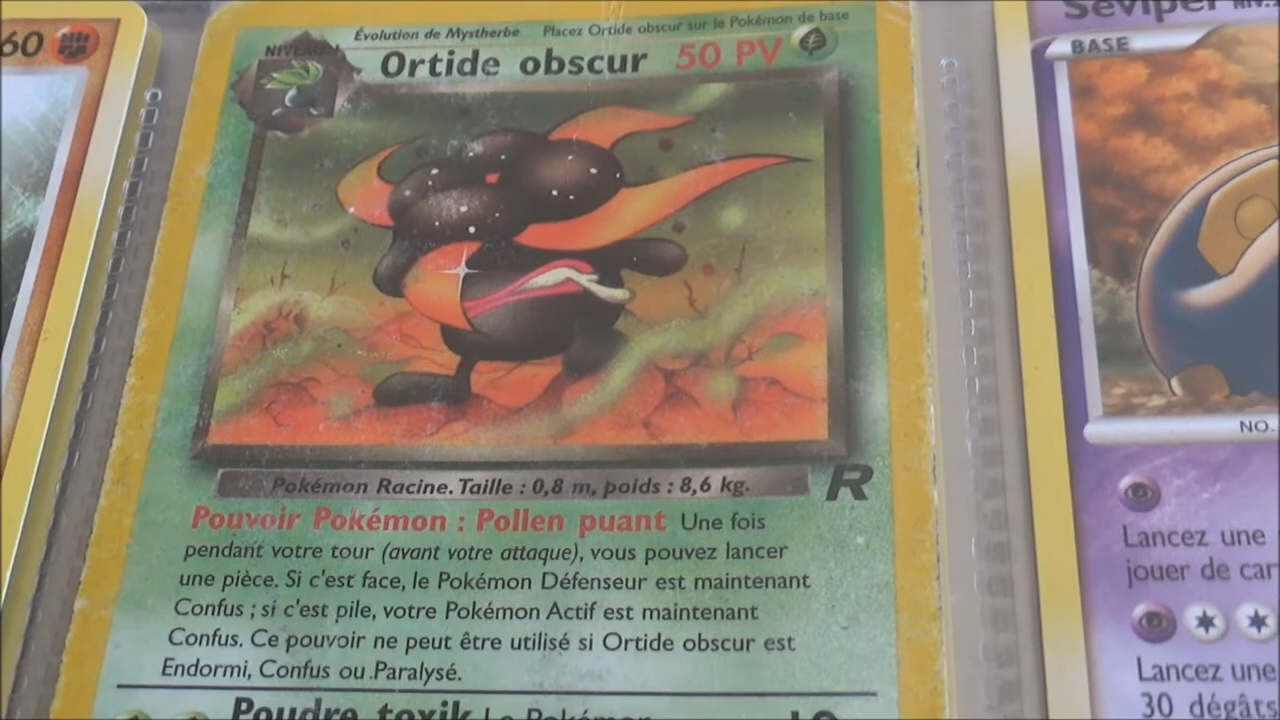 60
Évolution de Mystherbe Placez Ortide obscur sur le Pokémon de base
NIVEAU 1
Ortide obscur 50 PV
Pokémon Racine. Taille : 0,8 m, poids : 8,6 kg.
R
Pouvoir Pokémon : Pollen puant Une fois
pendant votre tour (avant votre attaque), vous pouvez lancer
une pièce. Si c'est face, le Pokémon Défenseur est maintenant
Confus ; si c'est pile, votre Pokémon Actif est maintenant
Confus. Ce pouvoir ne peut être utilisé si Ortide obscur est
Endormi, Confus ou Paralysé.
Poudre toxik Le Pokémon
Seviper
BASE
NO.
Lancez une
jouer de car
Lancez une
30 dégâts